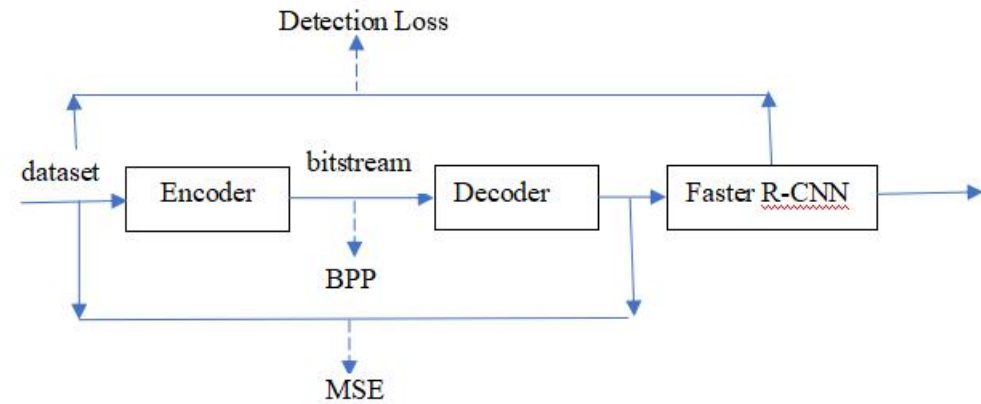 Detection Loss
dataset
Encoder
bitstream
Decoder
Faster R-CNN
BPP
MSE